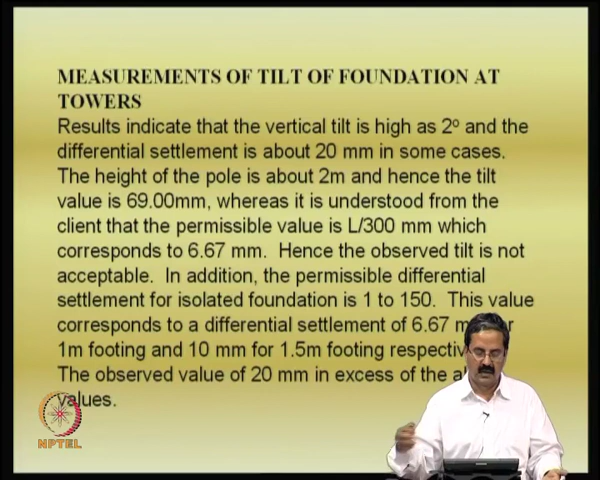 MEASUREMENTS OF TILT OF FOUNDATION AT
TOWERS
Results indicate that the vertical tilt is high as 2º and the
differential settlement is about 20 mm in some cases.
The height of the pole is about 2m and hence the tilt
value is 69.00mm, whereas it is understood from the
client that the permissible value is L/300 mm which
corresponds to 6.67 mm. Hence the observed tilt is not
acceptable. In addition, the permissible differential
settlement for isolated foundation is 1 to 150. This value
corresponds to a differential settlement of 6.67
1m footing and 10 mm for 1.5m footing
The observed value of 20 mm in excess of the
values.
NPTEL